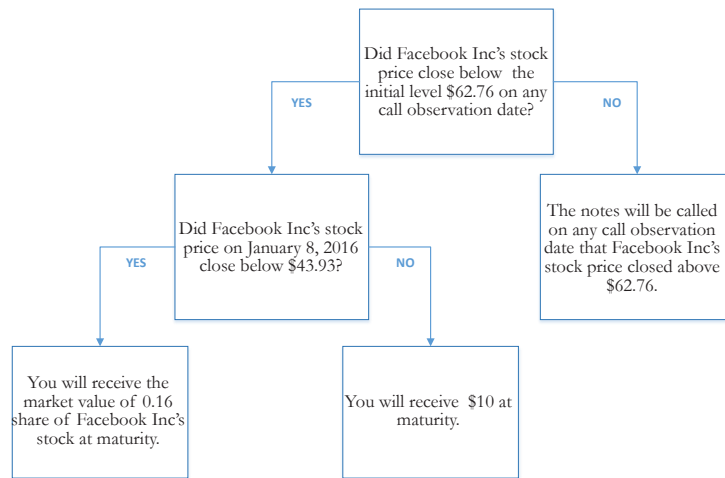 Did Facebook Inc's stock
price close below the
initial level $62.76 on any
call observation date?
YES
NO
Did Facebook Inc's stock
price on January 8, 2016
close below $43.93?
The notes will be called
on any call observation
date that Facebook Inc's
stock price closed above
$62.76.
YES
NO
You will receive the
market value of 0.16
share of Facebook Inc's
stock at maturity.
You will receive $10 at
maturity.